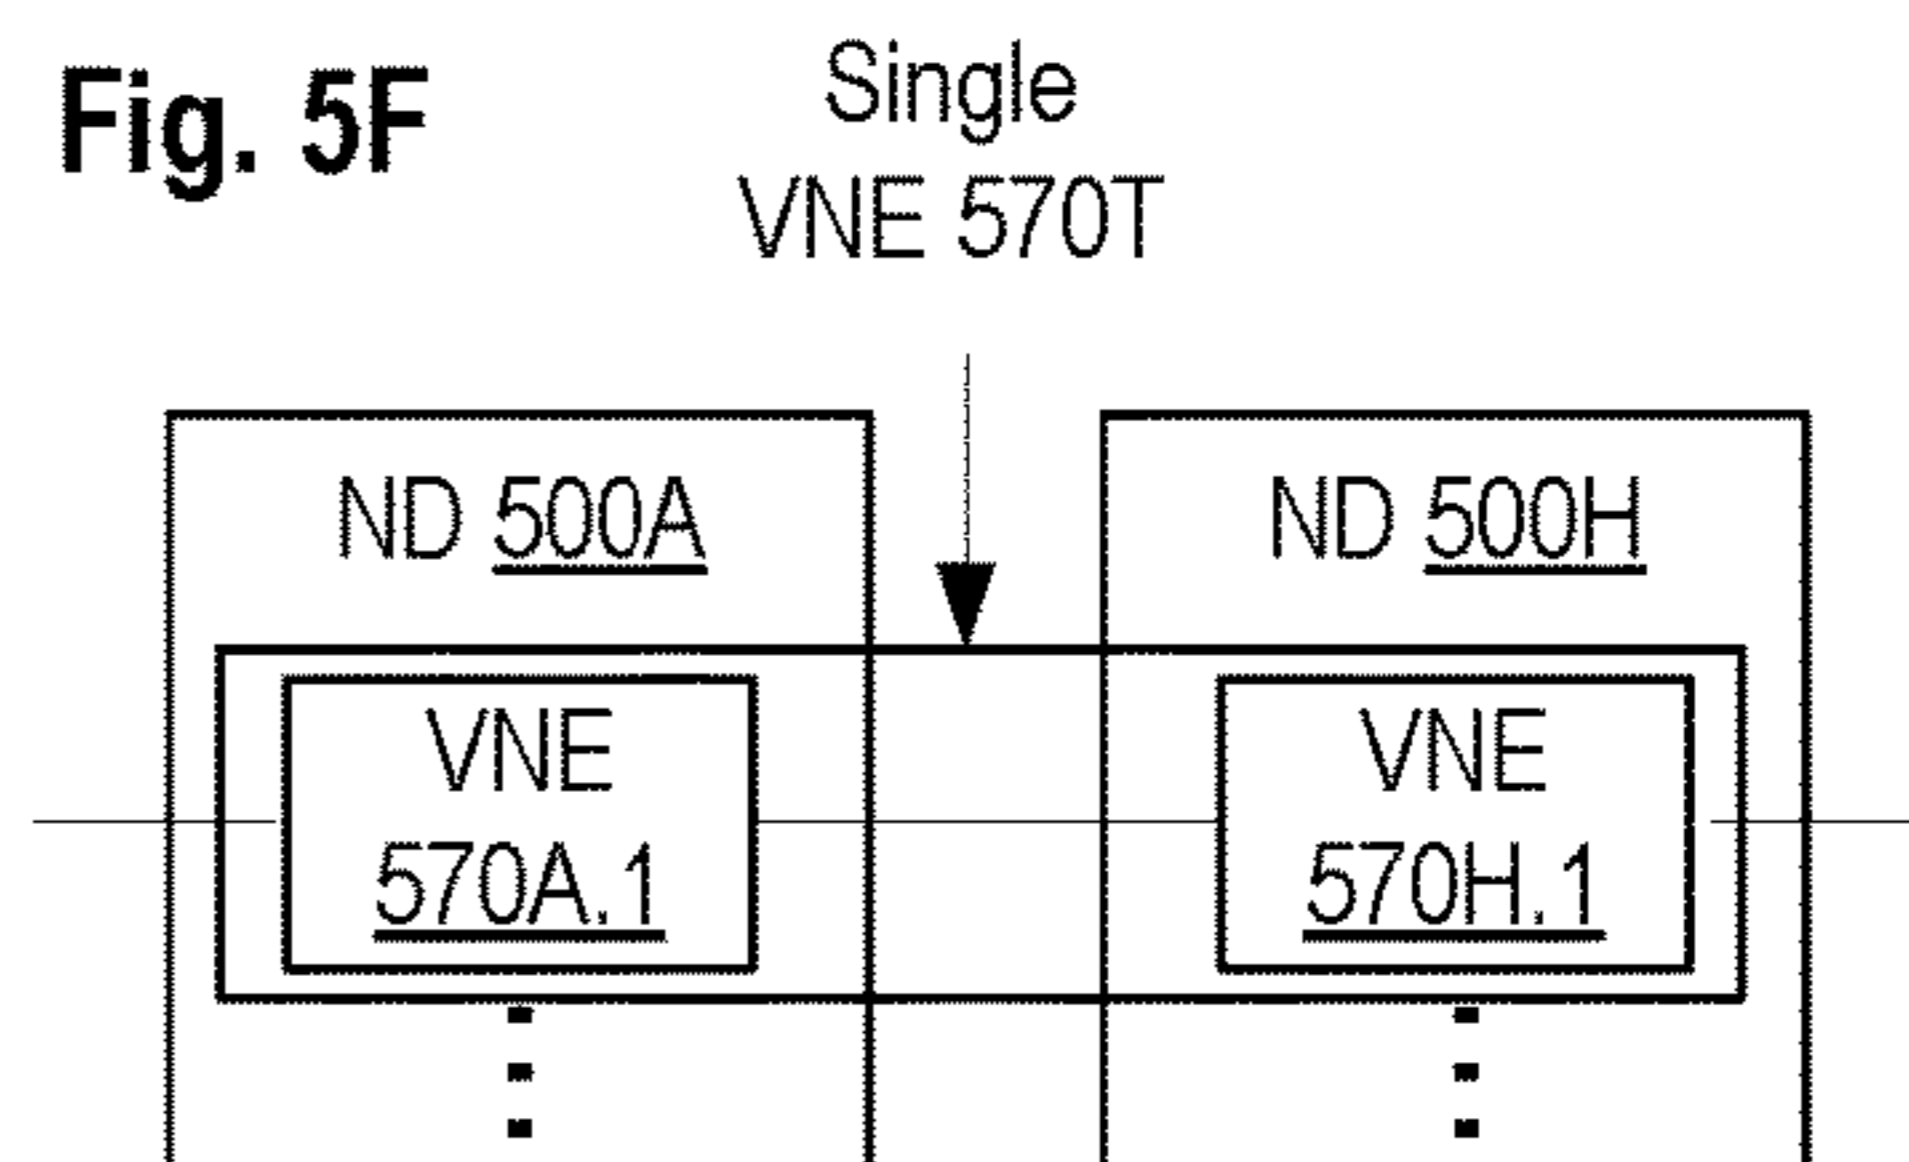 Fig. 5F
Single
VNE 570T
ND 500A
ND 500H
VNE
570A.1
VNE
570H.1